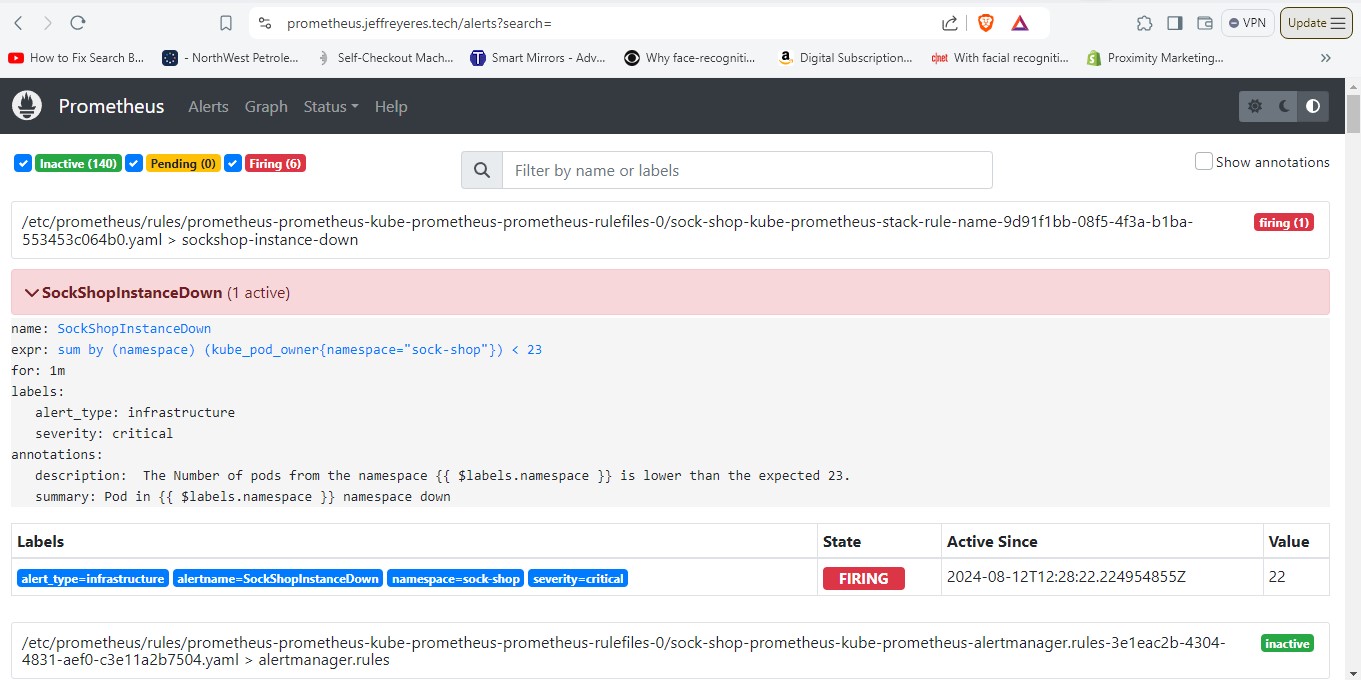 prometheus.jeffreyeres.tech/alerts?search=
VPN
Update
How to Fix Search B...
- NorthWest Petrole...
Self-Checkout Mach...
Smart Mirrors - Adv...
Why face-recogniti...
Digital Subscription...
c|net With facial recogniti...
Proximity Marketing...
Prometheus Alerts Graph Status Help
Inactive (140) Pending (0) Firing (6)
Filter by name or labels
Show annotations
/etc/prometheus/rules/prometheus-prometheus-kube-prometheus-prometheus-rulefiles-0/sock-shop-kube-prometheus-stack-rule-name-9d91f1bb-08f5-4f3a-b1ba-
553453c064b0.yaml > sockshop-instance-down
firing (1)
SockShopInstanceDown (1 active)
name: SockShopInstanceDown
expr: sum by (namespace) (kube_pod_owner{namespace="sock-shop"}) < 23
for: 1m
labels:
alert_type: infrastructure
severity: critical
annotations:
description:  The Number of pods from the namespace {{ $labels.namespace }} is lower than the expected 23.
summary: Pod in {{ $labels.namespace }} namespace down
Labels State Active Since Value
alert_type=infrastructure alertname=SockShopInstanceDown namespace=sock-shop severity=critical FIRING 2024-08-12T12:28:22.224954855Z 22
/etc/prometheus/rules/prometheus-prometheus-kube-prometheus-prometheus-rulefiles-0/sock-shop-prometheus-kube-prometheus-alertmanager.rules-3e1eac2b-4304-
4831-aef0-c3e11a2b7504.yaml > alertmanager.rules
inactive